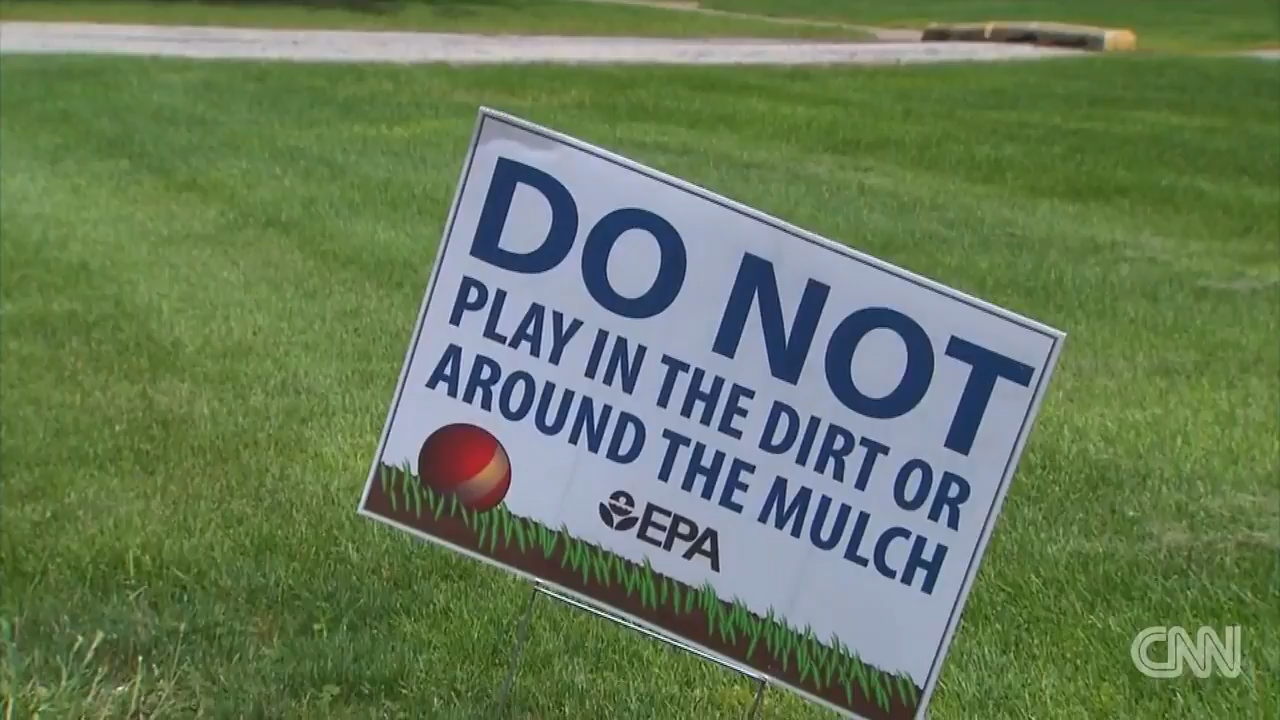 DO NOT
PLAY IN THE DIRT OR
AROUND THE MULCH
EPA
CNN